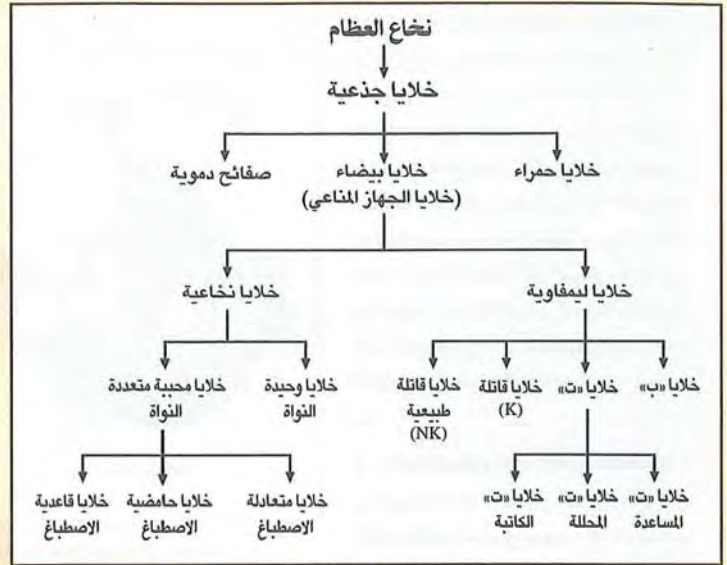 نخاع العظام
خلايا جذعية
خلايا حمراء
خلايا بيضاء
(خلايا الجهاز المناعي)
صفائح دموية
خلايا ليمفاوية
خلايا نخاعية
خلايا «ب»
خلايا «ت»
خلايا قاتلة
(K)
خلايا قاتلة
طبيعية
(NK)
خلايا وحيدة
النواة
خلايا محببة متعددة
النواة
خلايا «ت»
المساعدة
خلايا «ت»
المحللة
خلايا «ت»
الكابتة
خلايا متعادلة
الاصطباغ
خلايا حامضية
الاصطباغ
خلايا قاعدية
الاصطباغ